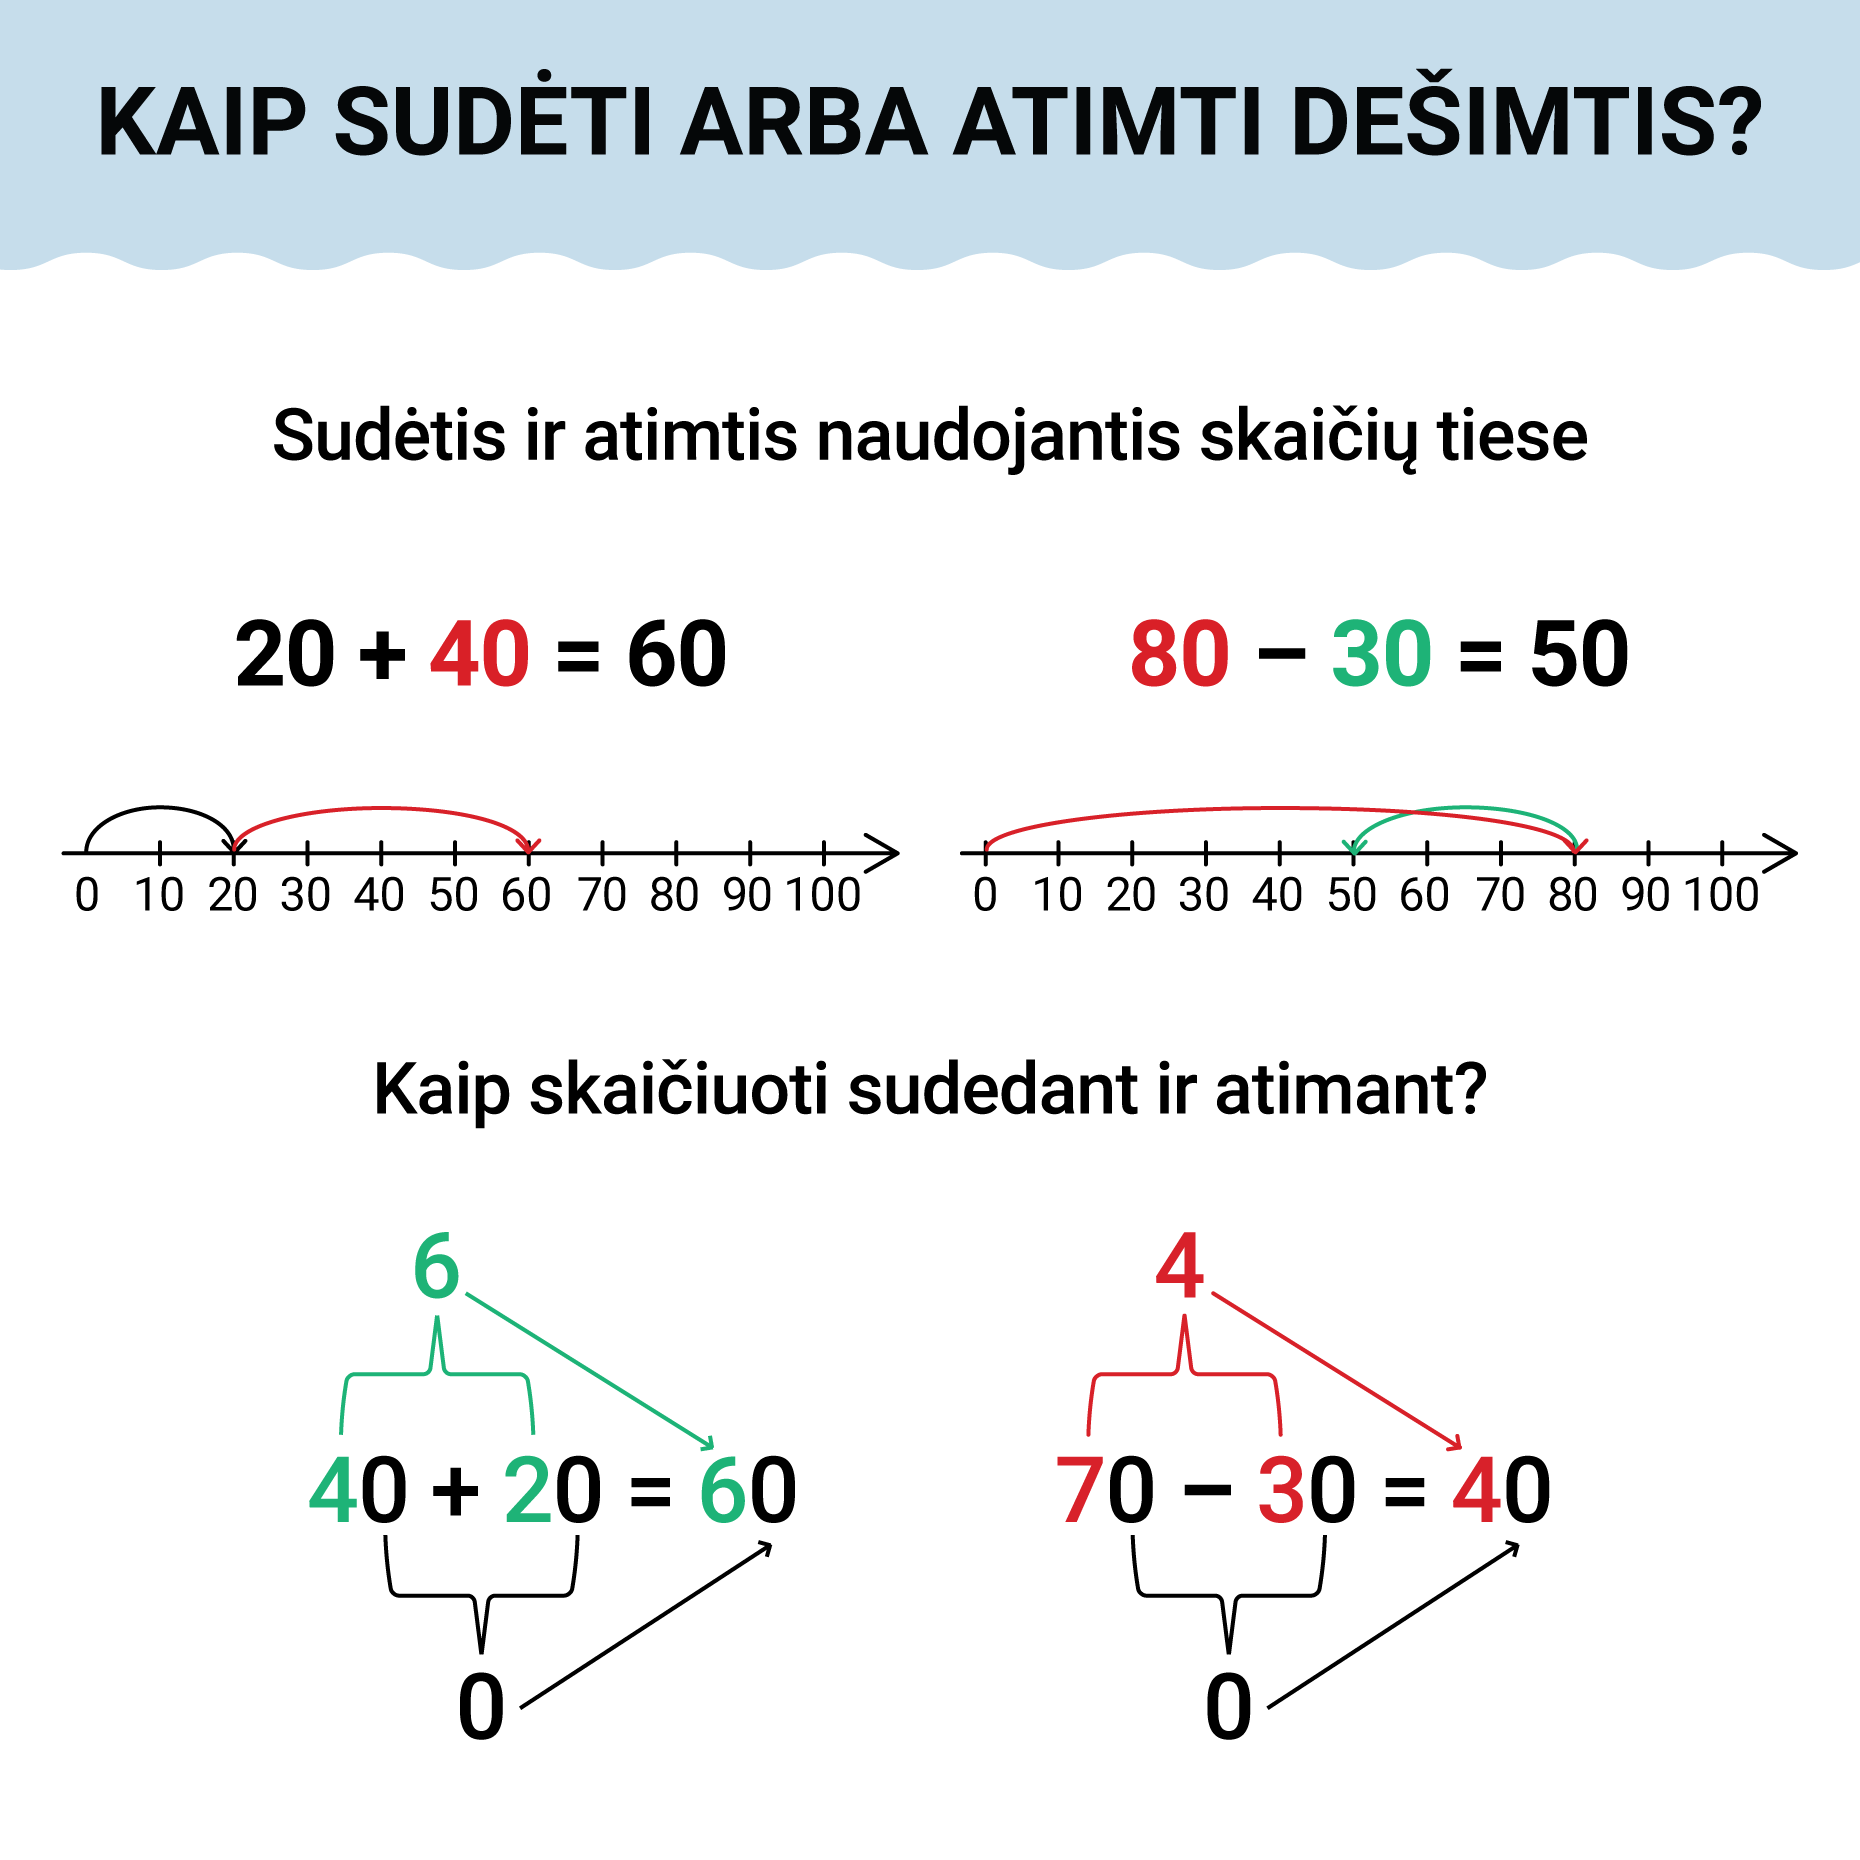 KAIP SUDĖTI ARBA ATIMTI DEŠIMTIS?
Sudėtis ir atimtis naudojantis skaičių tiese
20 + 40 = 60
80 – 30 = 50
0 10 20 30 40 50 60 70 80 90 100
0 10 20 30 40 50 60 70 80 90 100
Kaip skaičiuoti sudedant ir atimant?
6
4
40 + 20 = 60
70 – 30 = 40
0
0